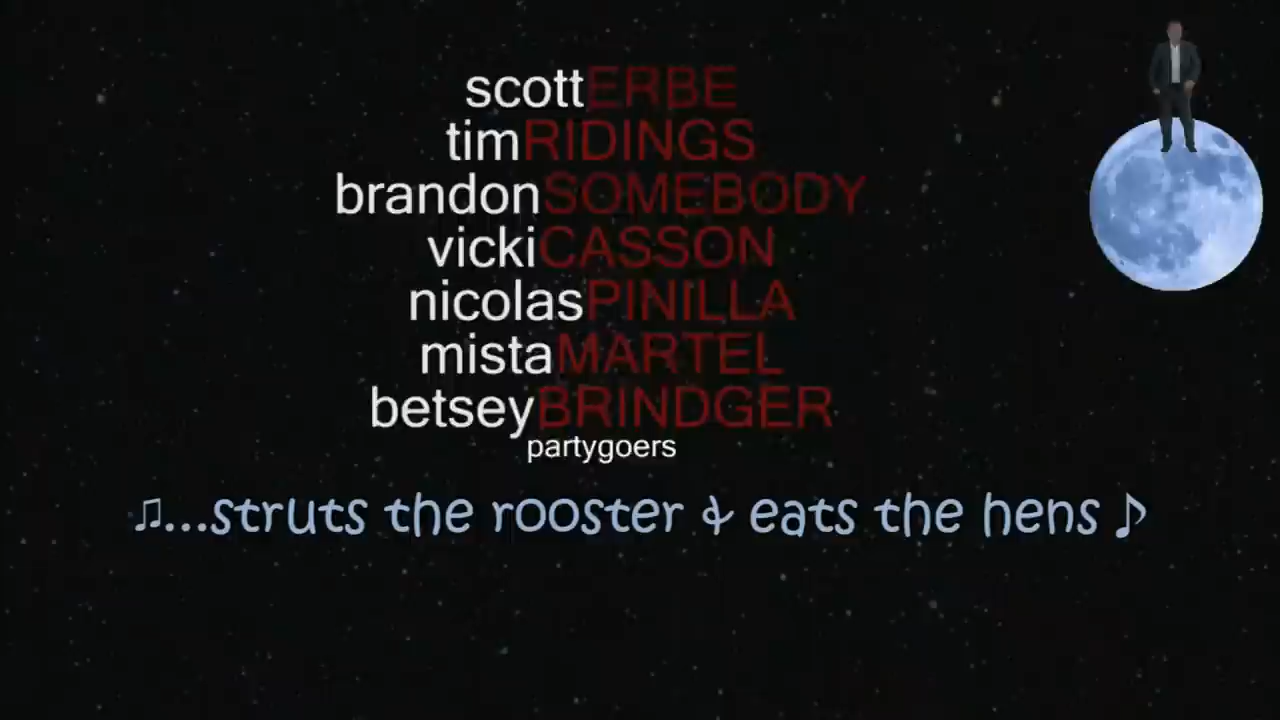 scottERBE
timRIDINGS
brandonSOMEBODY
vickiCASSON
nicolasPINILLA
mistaMARTEL
betseyBRINDGER
partygoers
♫...struts the rooster & eats the hens ♪